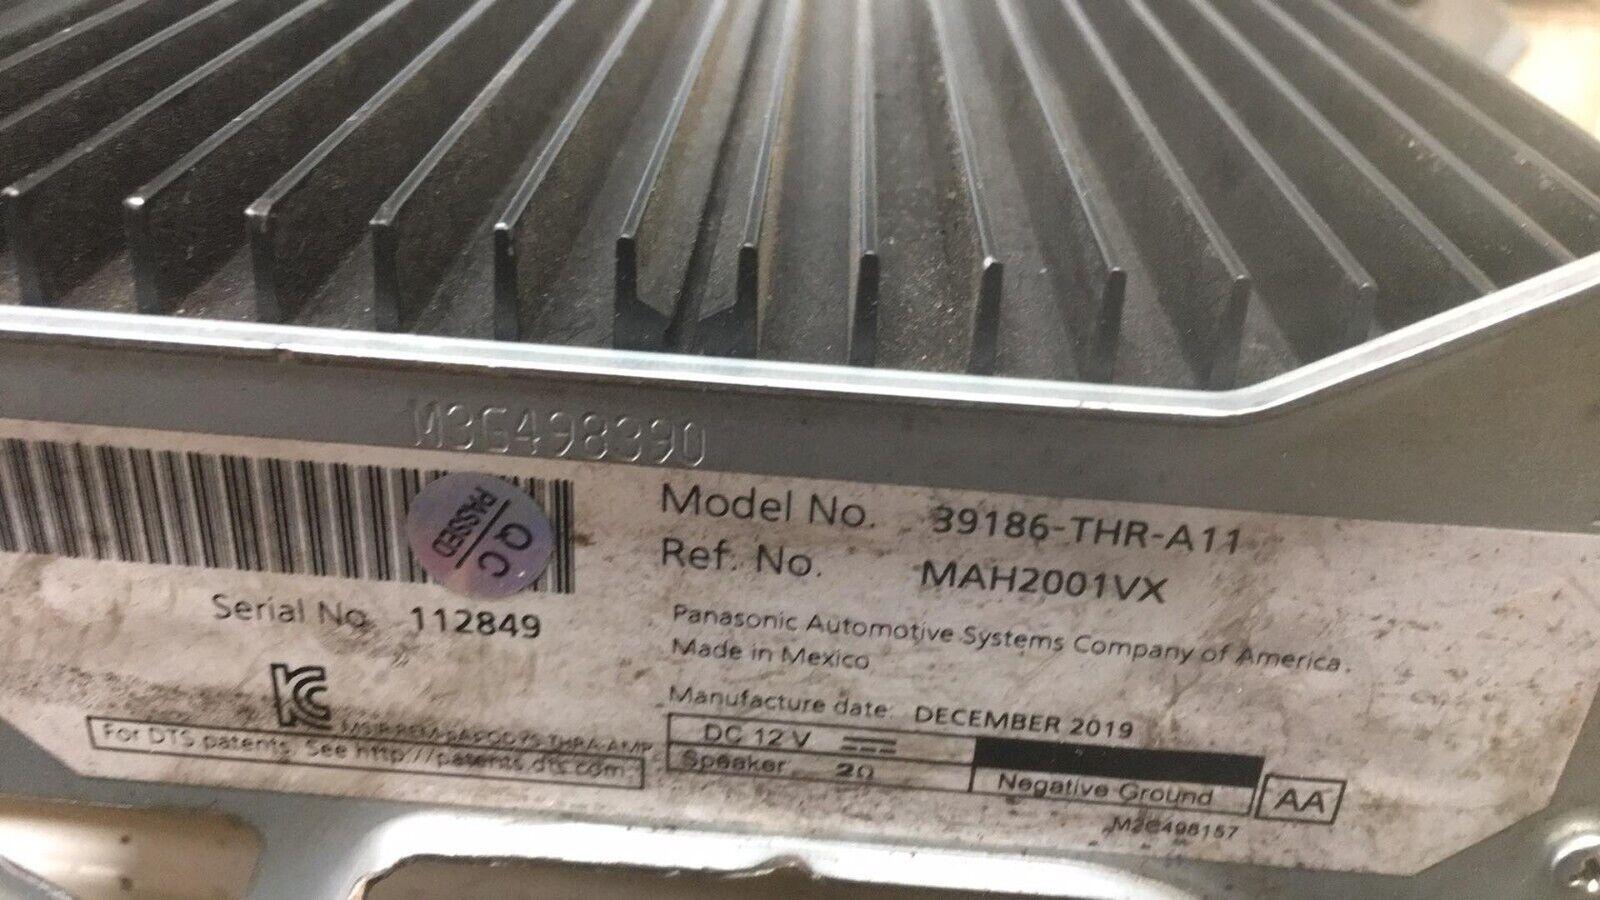 M3G498390
QC
PASSED
Model No. 39186-THR-A11
Ref. No. MAH2001VX
Serial No. 112849
Panasonic Automotive Systems Company of America.
Made in Mexico
Manufacture date: DECEMBER 2019
DC 12 V
Speaker 2Ω
Negative Ground
AA
For DTS patents, See http://patents.dts.com.
M2C498157